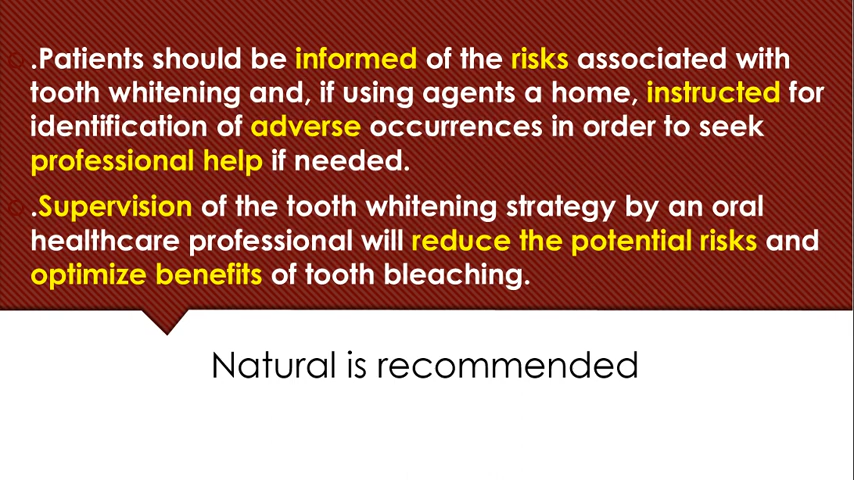 .Patients should be informed of the risks associated with
tooth whitening and, if using agents a home, instructed for
identification of adverse occurrences in order to seek
professional help if needed.
.Supervision of the tooth whitening strategy by an oral
healthcare professional will reduce the potential risks and
optimize benefits of tooth bleaching.
Natural is recommended